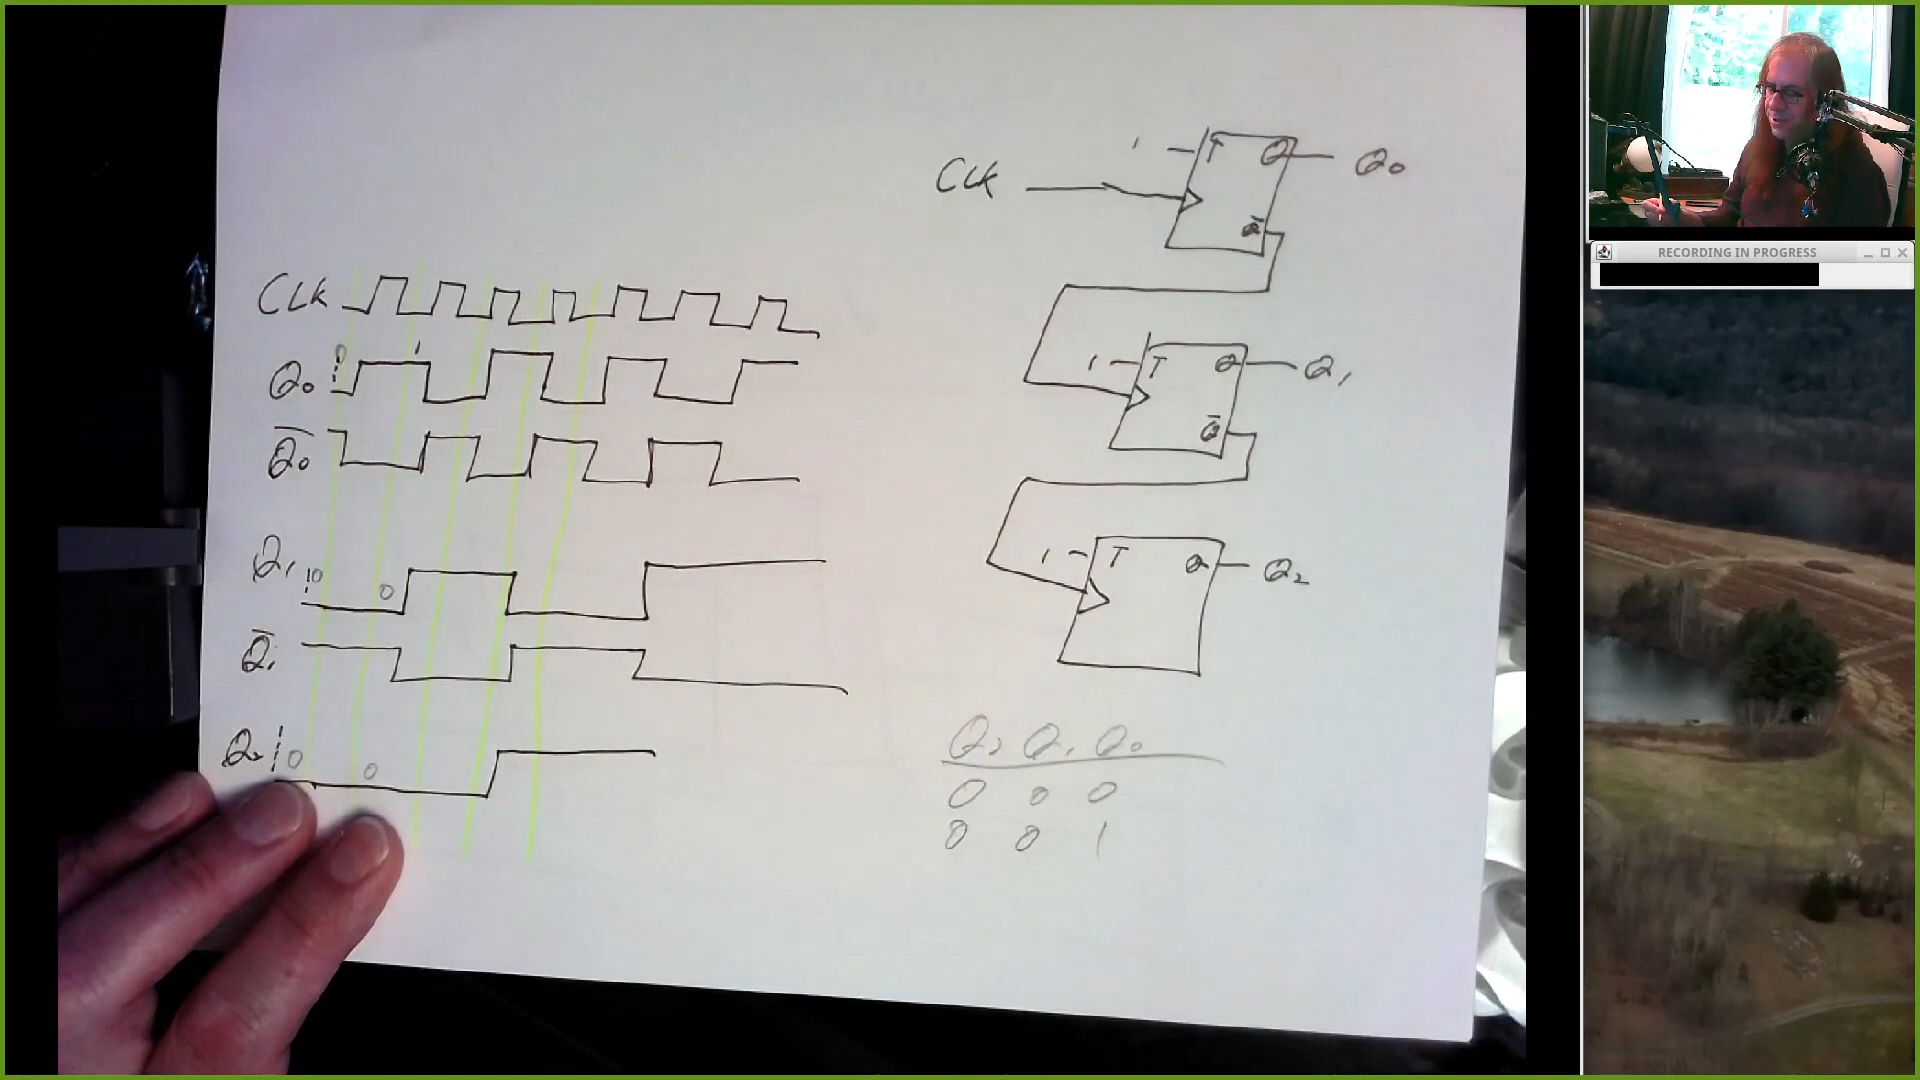 CLK
Q0
0
1
Q̅0
Q1
0
0
Q̅1
Q2
0
0
CLK
1 T Q Q0
Q̅
1 T Q Q1
Q̅
1 T Q Q2
Q2 Q1 Q0
0 0 0
0 0 1
RECORDING IN PROGRESS